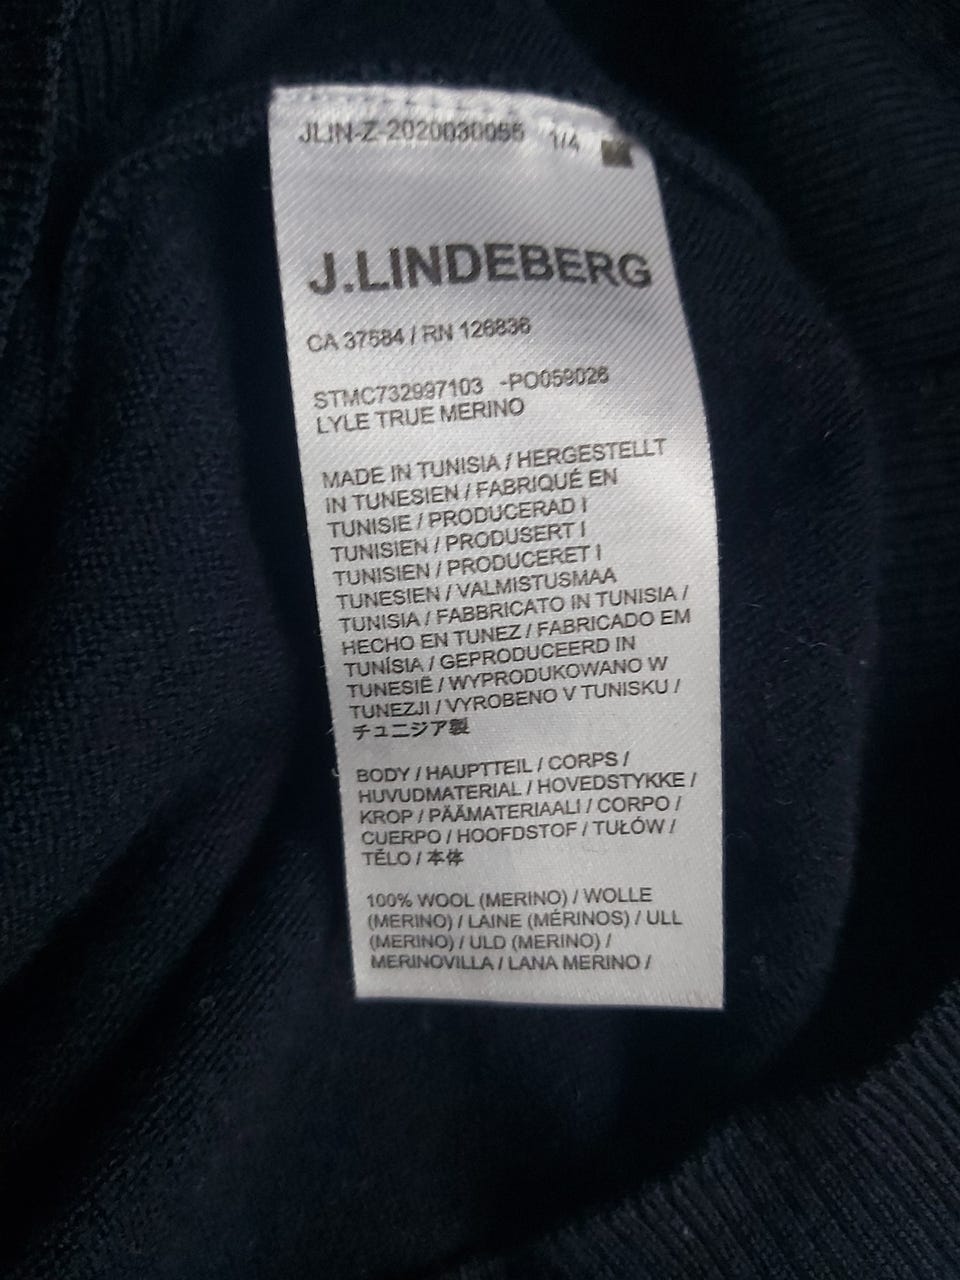 JLIN-Z-2020030055 1/4
J.LINDEBERG
CA 37584 / RN 126836
STMC732997103 -PO059026
LYLE TRUE MERINO
MADE IN TUNISIA / HERGESTELLT
IN TUNESIEN / FABRIQUÉ EN
TUNISIE / PRODUCERAD I
TUNISIEN / PRODUSERT I
TUNISIEN / PRODUCERET I
TUNESIEN / VALMISTUSMAA
TUNISIA / FABBRICATO IN TUNISIA /
HECHO EN TUNEZ / FABRICADO EM
TUNÍSIA / GEPRODUCEERD IN
TUNESIË / WYPRODUKOWANO W
TUNEZJI / VYROBENO V TUNISKU /
チュニジア製
BODY / HAUPTTEIL / CORPS /
HUVUDMATERIAL / HOVEDSTYKKE /
KROP / PÄÄMATERIAALI / CORPO /
CUERPO / HOOFDSTOF / TUŁÓW /
TĚLO / 本体
100% WOOL (MERINO) / WOLLE
(MERINO) / LAINE (MÉRINOS) / ULL
(MERINO) / ULD (MERINO) /
MERINOVILLA / LANA MERINO /